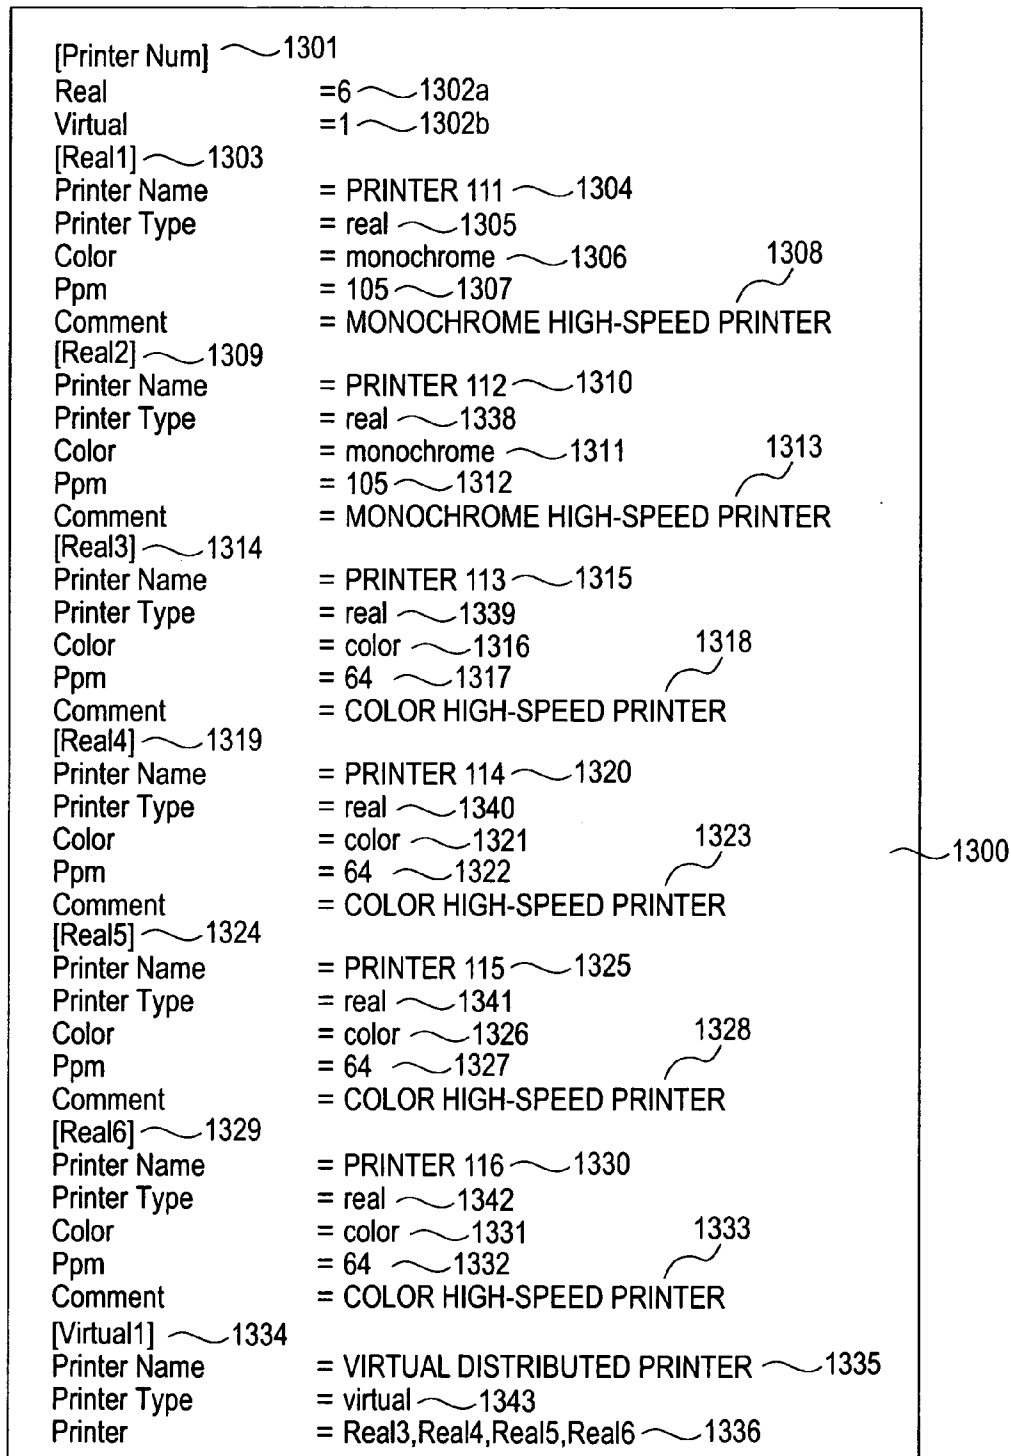 [Printer Num] 1301
Real =6 1302a
Virtual =1 1302b
[Real1] 1303
Printer Name = PRINTER 111 1304
Printer Type = real 1305
Color = monochrome 1306 1308
Ppm = 105 1307
Comment = MONOCHROME HIGH-SPEED PRINTER
[Real2] 1309
Printer Name = PRINTER 112 1310
Printer Type = real 1338
Color = monochrome 1311 1313
Ppm = 105 1312
Comment = MONOCHROME HIGH-SPEED PRINTER
[Real3] 1314
Printer Name = PRINTER 113 1315
Printer Type = real 1339
Color = color 1316 1318
Ppm = 64 1317
Comment = COLOR HIGH-SPEED PRINTER
[Real4] 1319
Printer Name = PRINTER 114 1320
Printer Type = real 1340
Color = color 1321 1323
Ppm = 64 1322 1300
Comment = COLOR HIGH-SPEED PRINTER
[Real5] 1324
Printer Name = PRINTER 115 1325
Printer Type = real 1341
Color = color 1326 1328
Ppm = 64 1327
Comment = COLOR HIGH-SPEED PRINTER
[Real6] 1329
Printer Name = PRINTER 116 1330
Printer Type = real 1342
Color = color 1331 1333
Ppm = 64 1332
Comment = COLOR HIGH-SPEED PRINTER
[Virtual1] 1334
Printer Name = VIRTUAL DISTRIBUTED PRINTER 1335
Printer Type = virtual 1343
Printer = Real3,Real4,Real5,Real6 1336